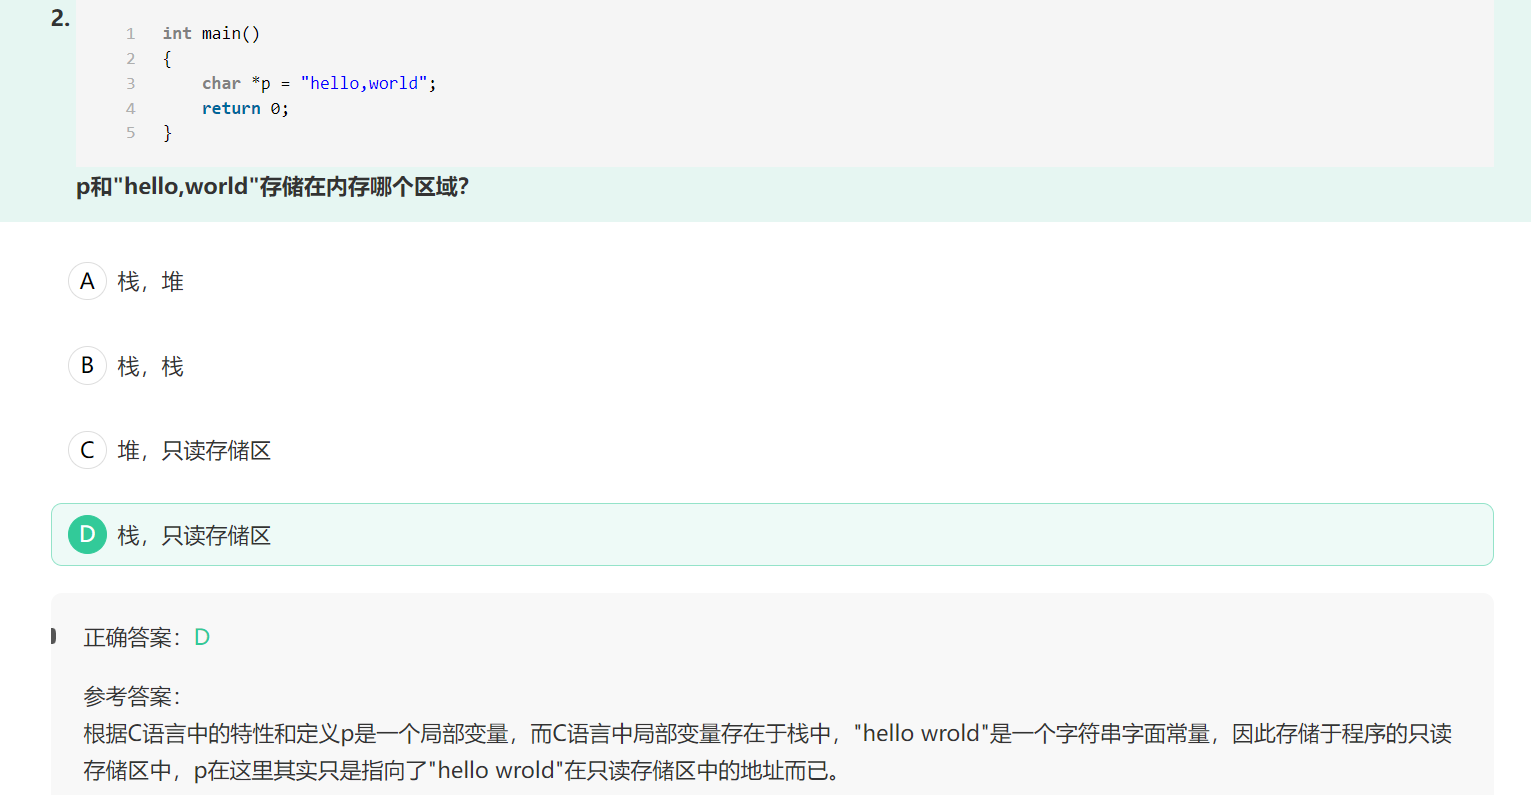 2.
1 int main()
2 {
3     char *p = "hello,world";
4     return 0;
5 }
p和"hello,world"存储在内存哪个区域？
A 栈，堆
B 栈，栈
C 堆，只读存储区
D 栈，只读存储区
正确答案：D
参考答案：
根据C语言中的特性和定义p是一个局部变量，而C语言中局部变量存在于栈中，"hello wrold"是一个字符串字面常量，因此存储于程序的只读
存储区中，p在这里其实只是指向了"hello wrold"在只读存储区中的地址而已。